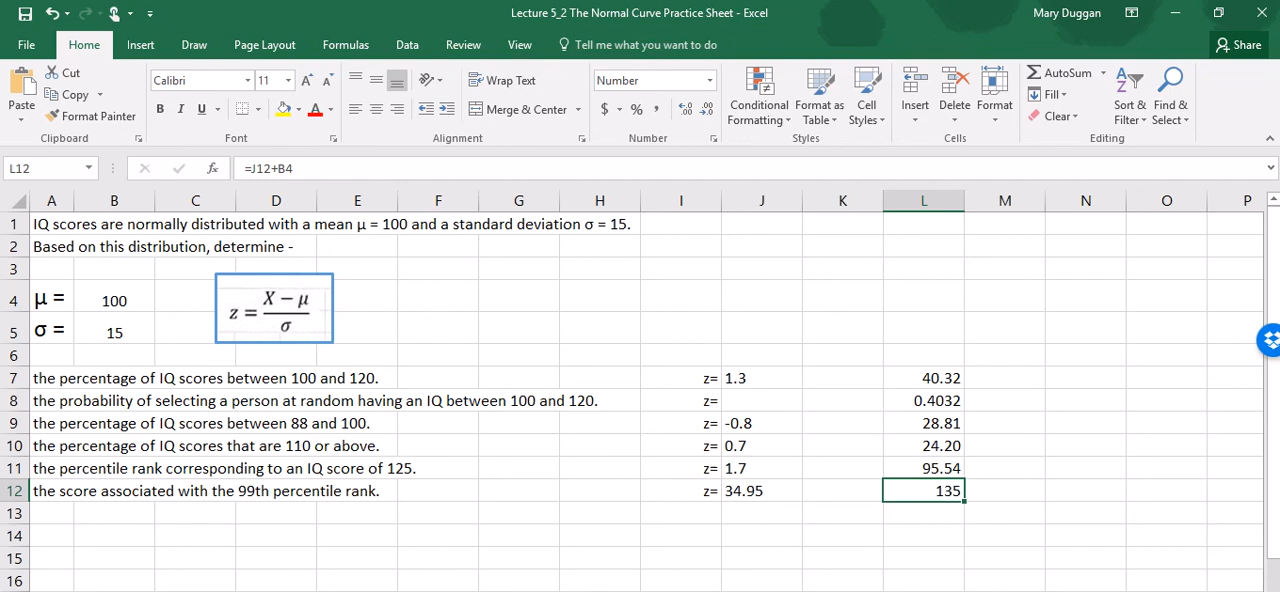 Lecture 5_2 The Normal Curve Practice Sheet - Excel
Mary Duggan
File Home Insert Draw Page Layout Formulas Data Review View Tell me what you want to do Share
Paste
Cut
Copy
Format Painter
Clipboard
Calibri 11
B I U
Font
Wrap Text
Merge & Center
Alignment
Number
$ % ,
Number
Conditional Formatting
Format as Table
Cell Styles
Styles
Insert Delete Format
Cells
AutoSum
Fill
Clear
Sort & Filter
Find & Select
Editing
L12 fx =J12+B4
A B C D E F G H I J K L M N O P
1 IQ scores are normally distributed with a mean μ = 100 and a standard deviation σ = 15.
2 Based on this distribution, determine -
3
4 μ = 100
5 σ = 15
z = X − μ / σ
6
7 the percentage of IQ scores between 100 and 120. z= 1.3 40.32
8 the probability of selecting a person at random having an IQ between 100 and 120. z= 0.4032
9 the percentage of IQ scores between 88 and 100. z= -0.8 28.81
10 the percentage of IQ scores that are 110 or above. z= 0.7 24.20
11 the percentile rank corresponding to an IQ score of 125. z= 1.7 95.54
12 the score associated with the 99th percentile rank. z= 34.95 135
13
14
15
16